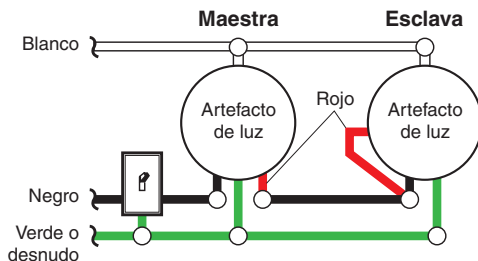 Maestra
Esclava
Blanco
Artefacto
de luz
Rojo
Artefacto
de luz
Negro
Verde o
desnudo